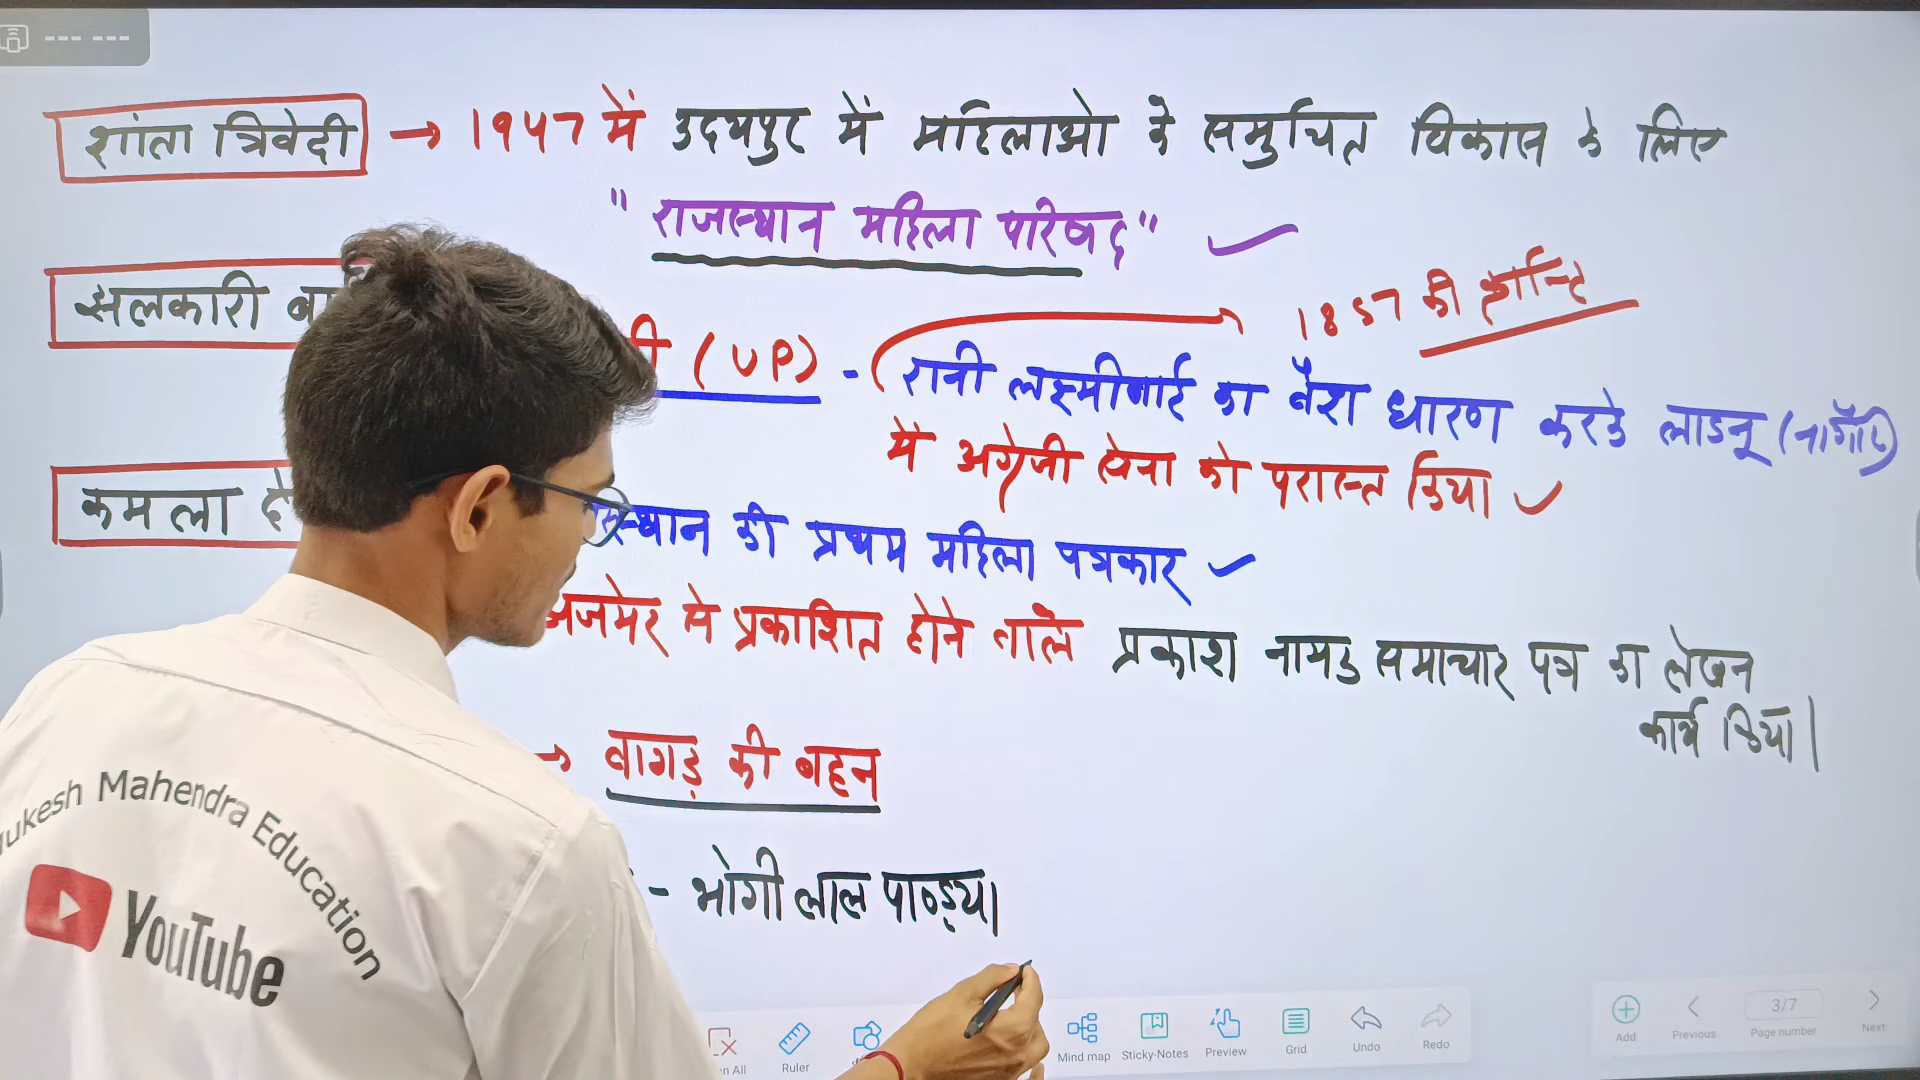 शांता त्रिवेदी → 1947 में उदयपुर में महिलाओ के समुचित विकास के लिए
" राजस्थान महिला परिषद "
1857 की क्रान्ति
झलकारी
(UP) - रानी लक्ष्मीबाई का वेश धारण करके लाडनू (नागौर)
में अंग्रेजी सेना को परास्त किया
कमला
स्थान की प्रथम महिला पत्रकार
अजमेर से प्रकाशित होने वाले प्रकाश नामक समाचार पत्र का लेखन
कार्य किया|
→ वागड़ की बहन
- भोगी लाल पाण्ड्या
Mahendra Education
YouTube
Ruler
Mind map
Sticky-Notes
Preview
Grid
Undo
Redo
Add
Previous
3/7
Page number
Next